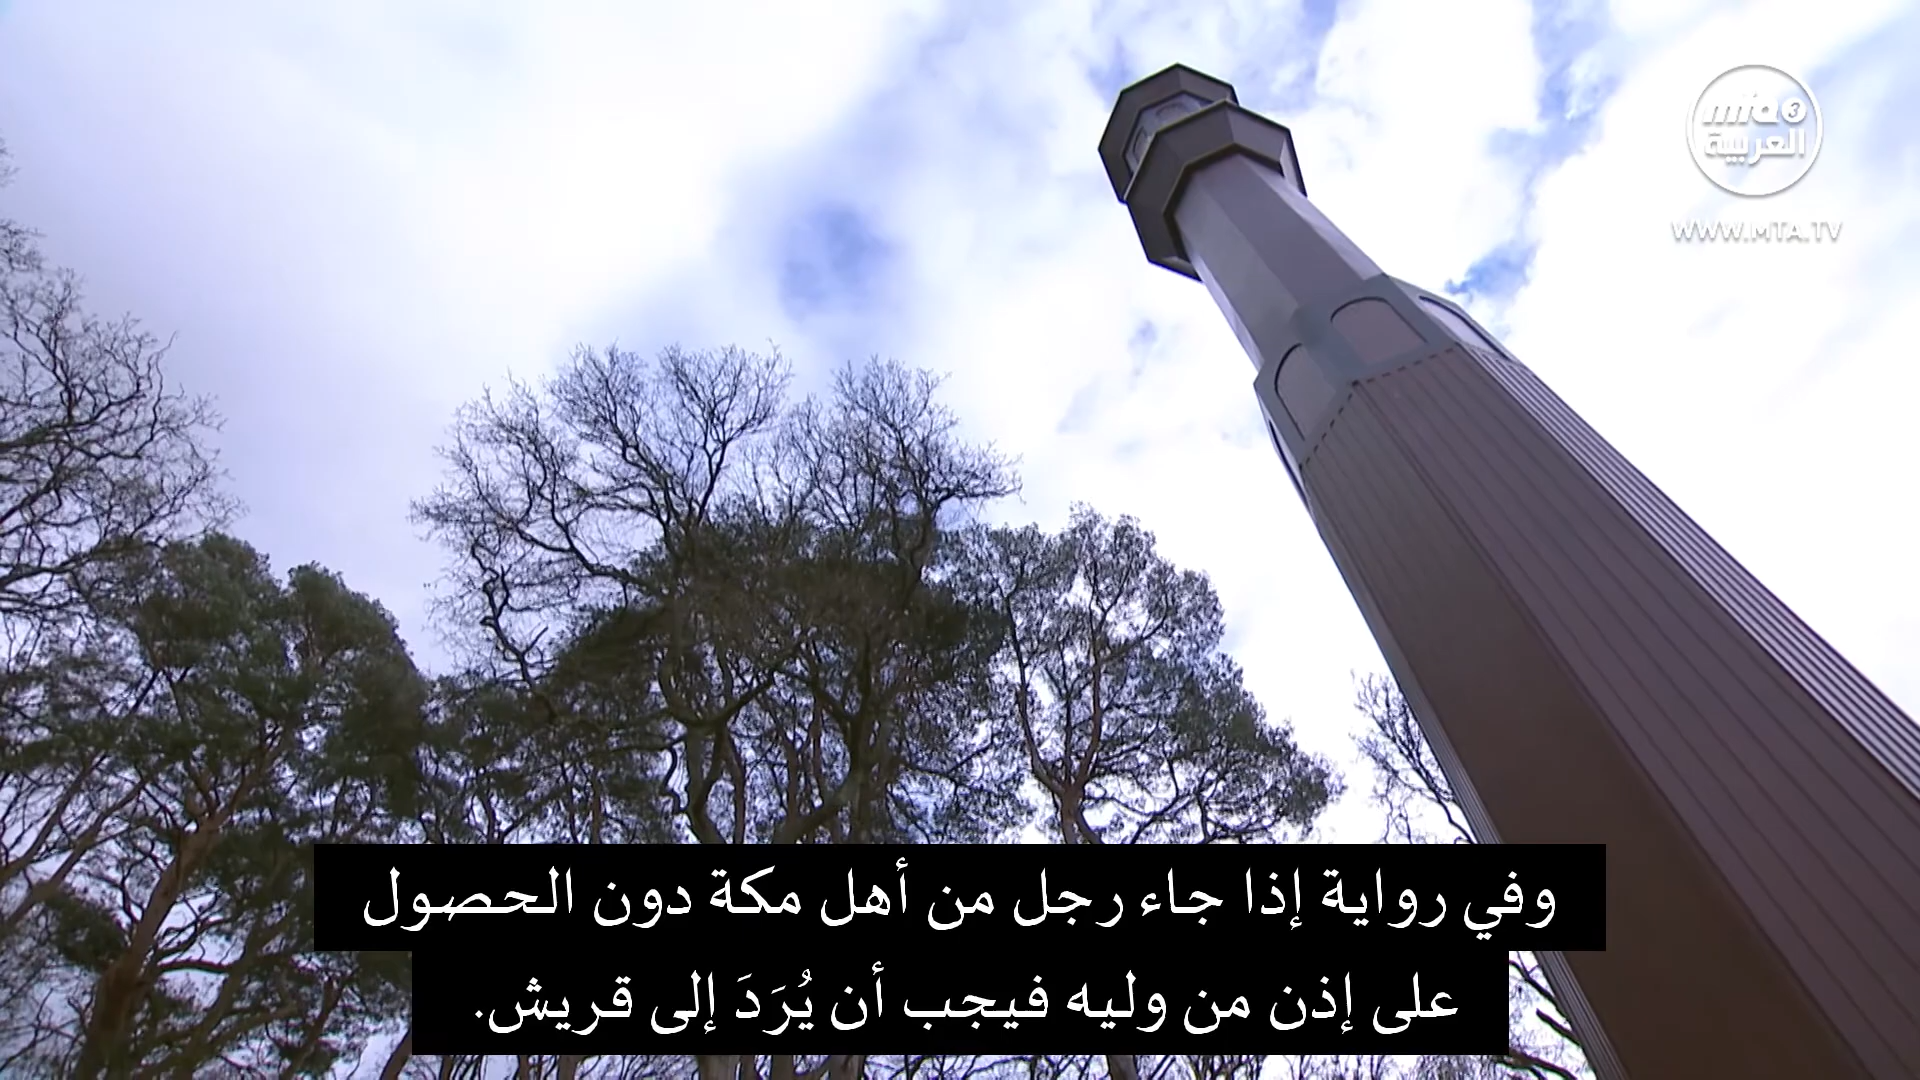 mta 3
العربية
WWW.MTA.TV
وفي رواية إذا جاء رجل من أهل مكة دون الحصول
على إذن من وليه فيجب أن يُرَدَ إلى قريش.